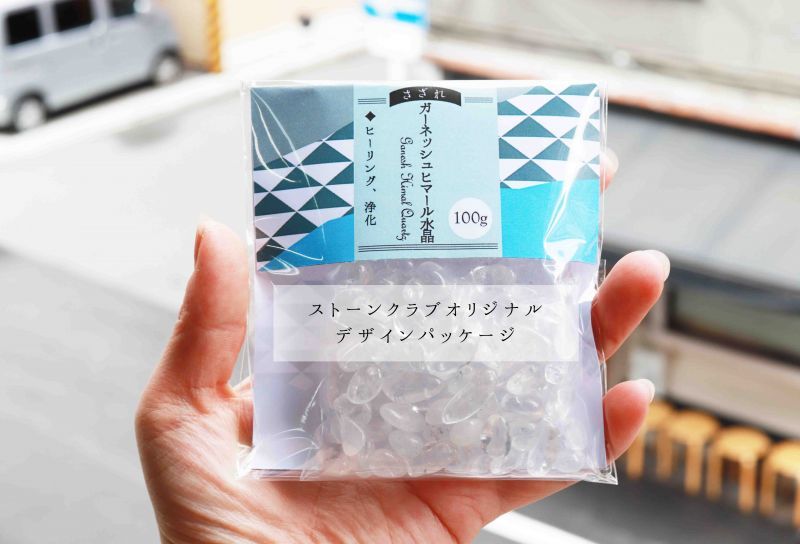 さざれ
ガーネッシュヒマール水晶
Ganesh Himal Quartz
◆ヒーリング、浄化
100g
ストーンクラブオリジナル
デザインパッケージ